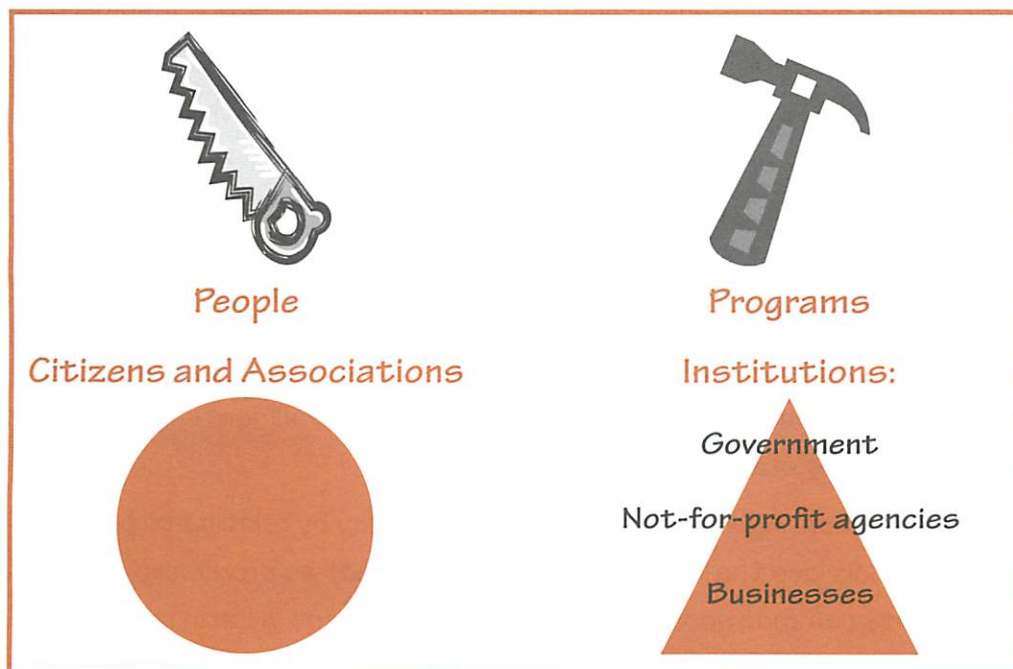 People
Programs
Citizens and Associations
Institutions:
Government
Not-for-profit agencies
Businesses